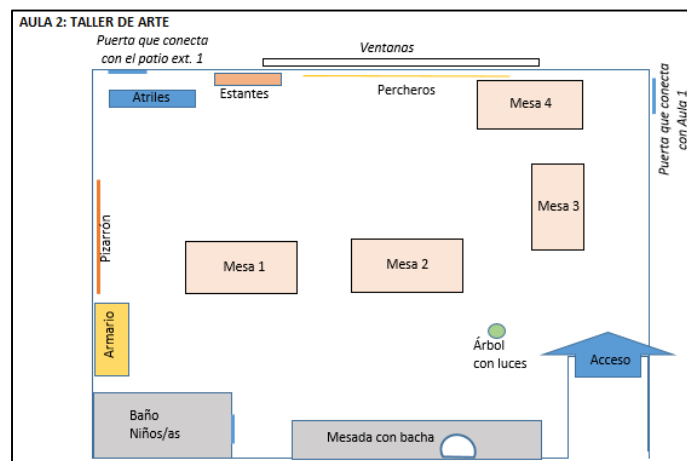 AULA 2: TALLER DE ARTE
Puerta que conecta
con el patio ext. 1
Ventanas
Atriles
Estantes
Percheros
Mesa 4
Puerta que conecta
con Aula 1
Mesa 3
Pizarrón
Mesa 1
Mesa 2
Armario
Árbol
con luces
Acceso
Baño
Niños/as
Mesada con bacha